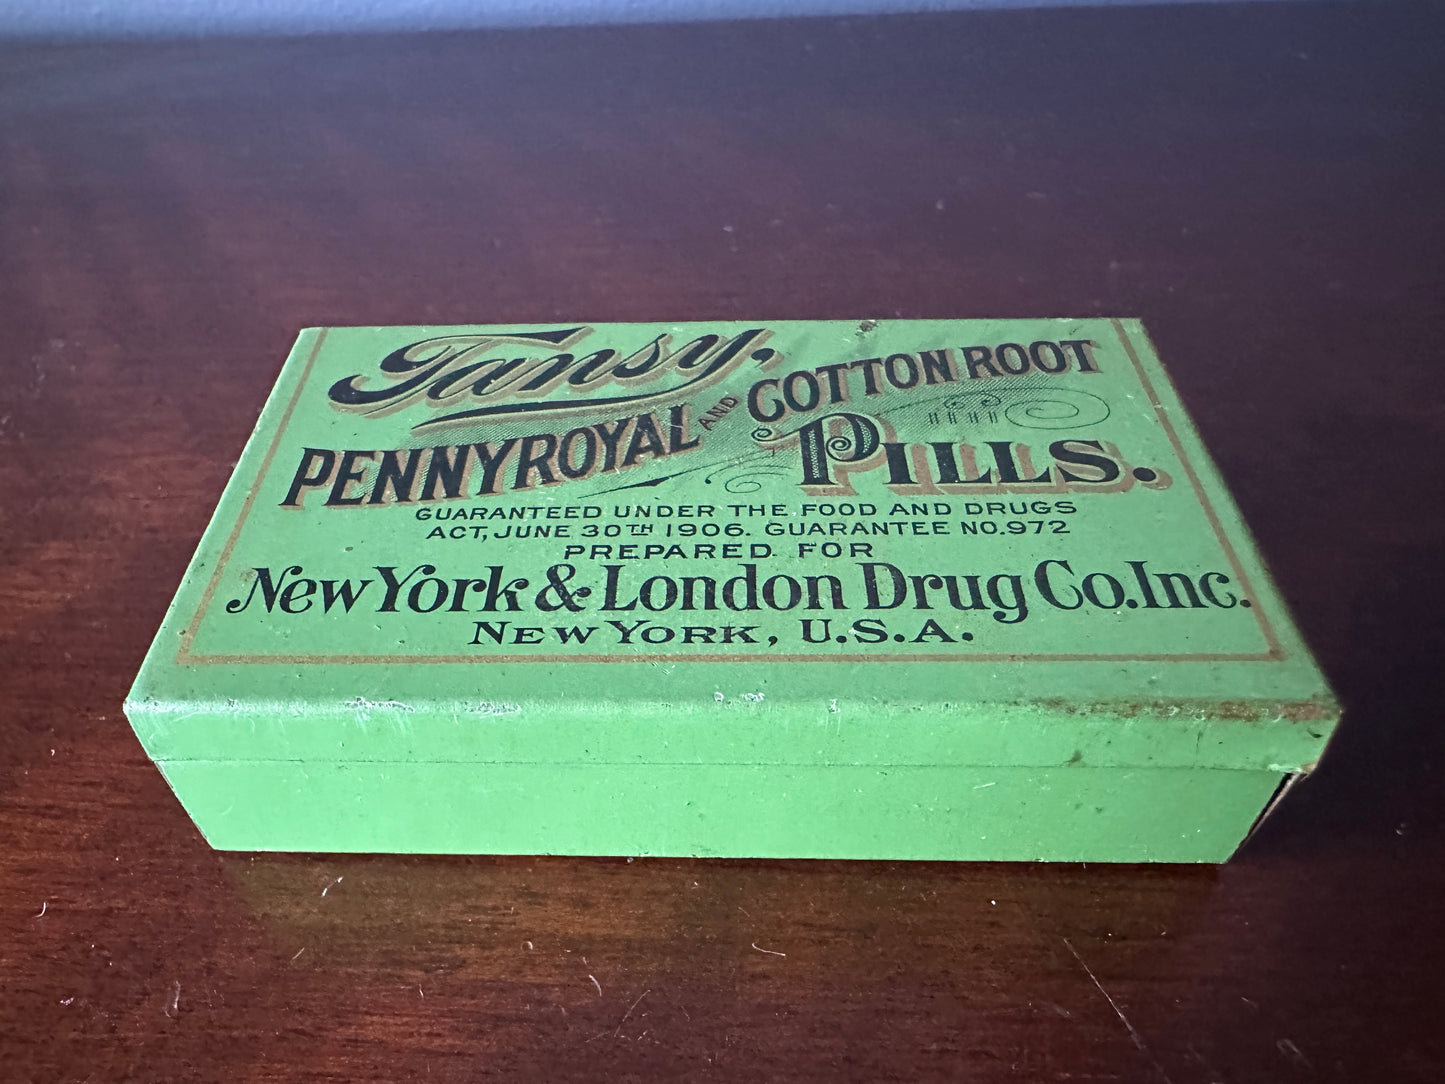 Tansy,
PENNYROYAL AND COTTON ROOT
PILLS.
GUARANTEED UNDER THE FOOD AND DRUGS
ACT, JUNE 30TH 1906. GUARANTEE NO. 972
PREPARED FOR
New York & London Drug Co. Inc.
NEW YORK, U.S.A.